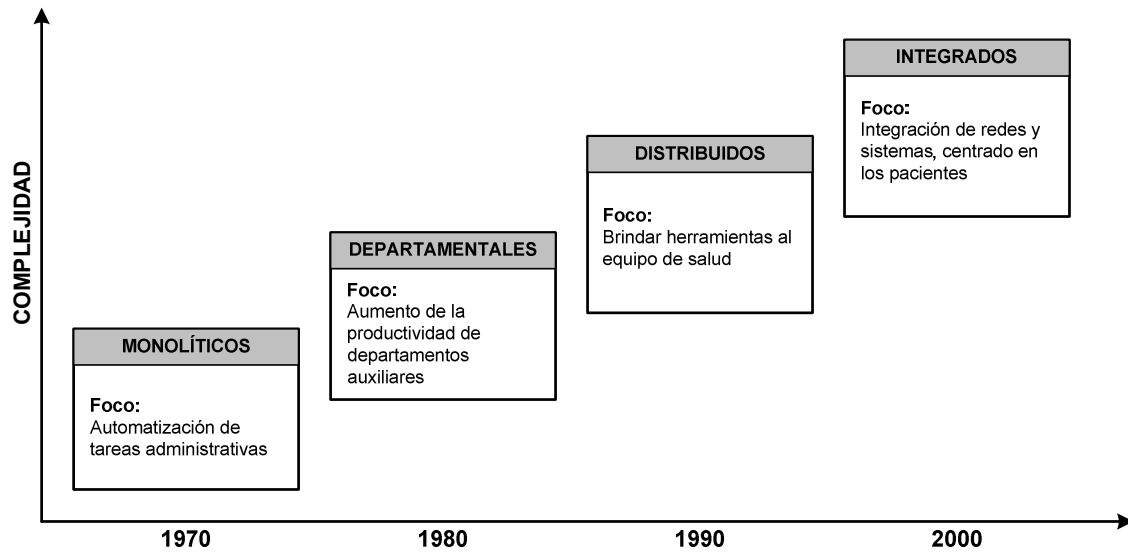 COMPLEJIDAD
INTEGRADOS
Foco:
Integración de redes y
sistemas, centrado en
los pacientes
DISTRIBUIDOS
Foco:
Brindar herramientas al
equipo de salud
DEPARTAMENTALES
Foco:
Aumento de la
productividad de
departamentos
auxiliares
MONOLÍTICOS
Foco:
Automatización de
tareas administrativas
1970
1980
1990
2000